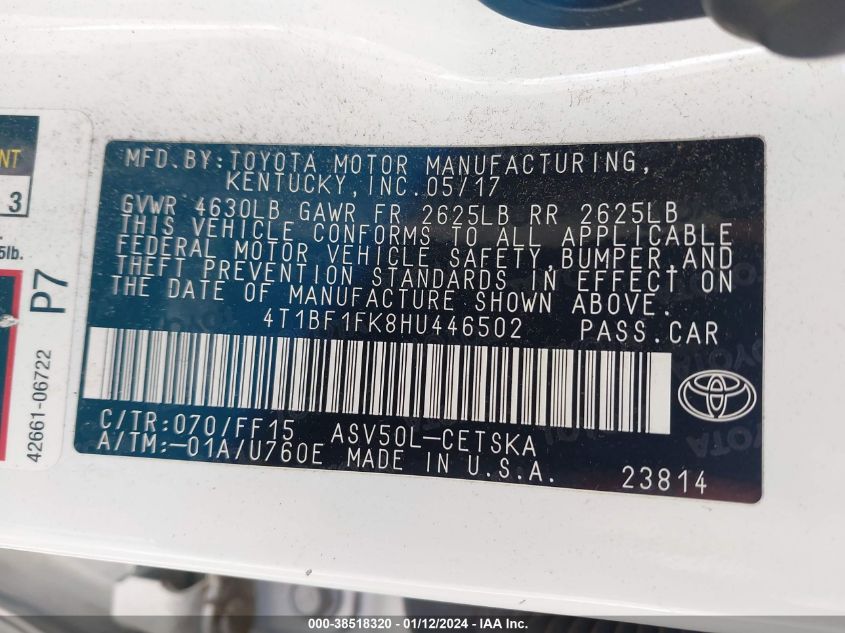 MFD.BY:TOYOTA MOTOR MANUFACTURING,
KENTUCKY,INC.05/17
GVWR 4630LB GAWR FR 2625LB RR 2625LB
THIS VEHICLE CONFORMS TO ALL APPLICABLE
FEDERAL MOTOR VEHICLE SAFETY,BUMPER,AND
THEFT PREVENTION STANDARDS IN EFFECT ON
THE DATE OF MANUFACTURE SHOWN ABOVE.
4T1BF1FK8HU446502 PASS.CAR
C/TR:070/FF15 ASV50L-CETSKA
A/TM:-01A/U760E MADE IN U.S.A.
23814
3
5lb.
P7
42661-06722
000-38518320 - 01/12/2024 - IAA Inc.